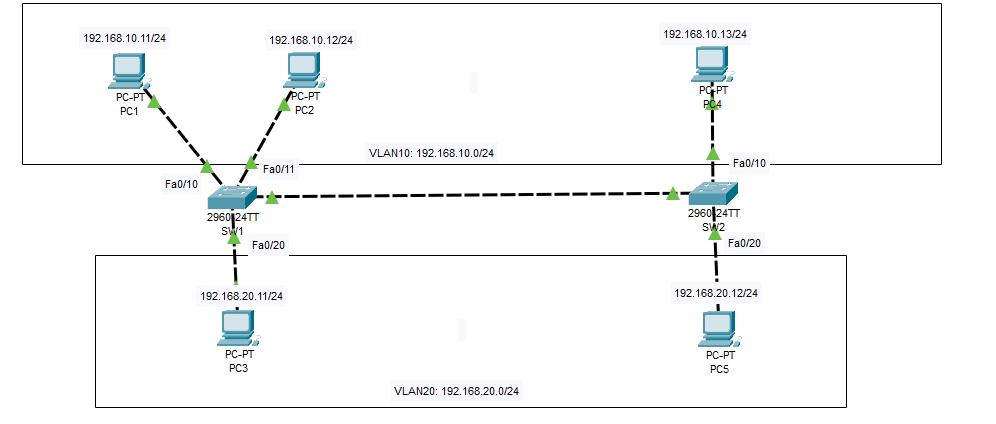 192.168.10.11/24
192.168.10.12/24
192.168.10.13/24
PC-PT
PC1
PC-PT
PC2
PC-PT
PC4
VLAN10: 192.168.10.0/24
Fa0/10
Fa0/11
Fa0/10
2960-24TT
SW1
2960-24TT
SW2
Fa0/20
Fa0/20
192.168.20.11/24
192.168.20.12/24
PC-PT
PC3
PC-PT
PC5
VLAN20: 192.168.20.0/24